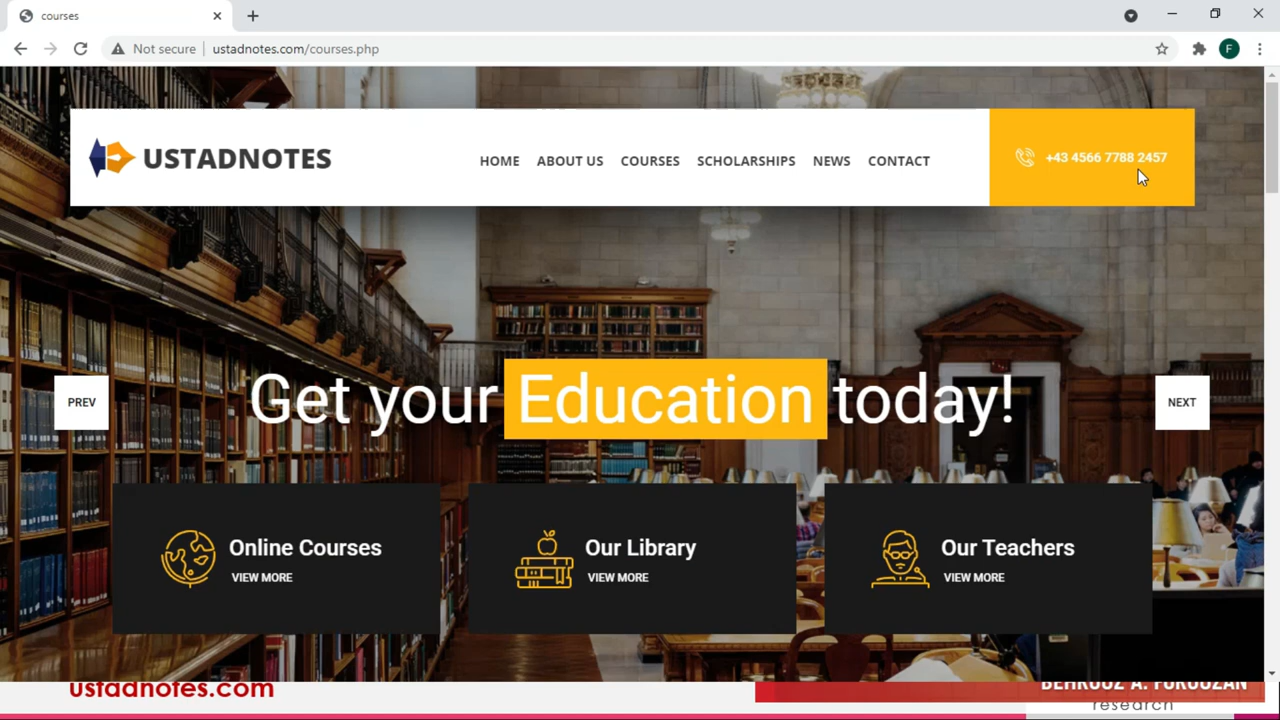 courses
Not secure
ustadnotes.com/courses.php
F
USTADNOTES
HOME
ABOUT US
COURSES
SCHOLARSHIPS
NEWS
CONTACT
+43 4566 7788 2457
Get your Education today!
PREV
NEXT
Online Courses
VIEW MORE
Our Library
VIEW MORE
Our Teachers
VIEW MORE
ustadnotes.com
BEHROUZ A. FOROUZAN
research